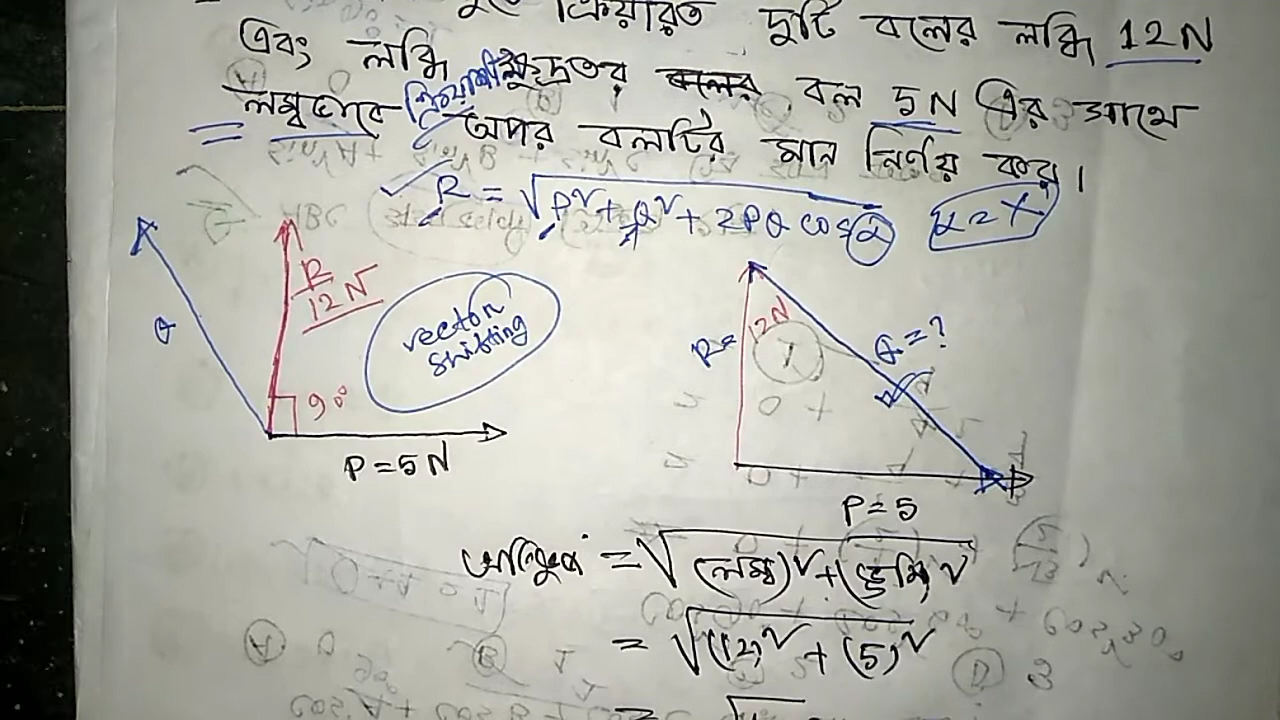 ক্রিয়ারত দুটি বলের লব্ধি 12N
এবং লব্ধি ক্ষুদ্রতর বল 5N এর সাথে
লম্বভাবে ক্রিয়াশীল অপর বলটির মান নির্ণয় কর।
R = √P²+Q²+2PQ cosα
α = X
Q
R
12N
90°
P=5N
vector
shifting
R=
12N
Q=?
P=5
অতিভুজ = √(লম্ব)²+(ভূমি)²
= √(12)²+(5)²
= √